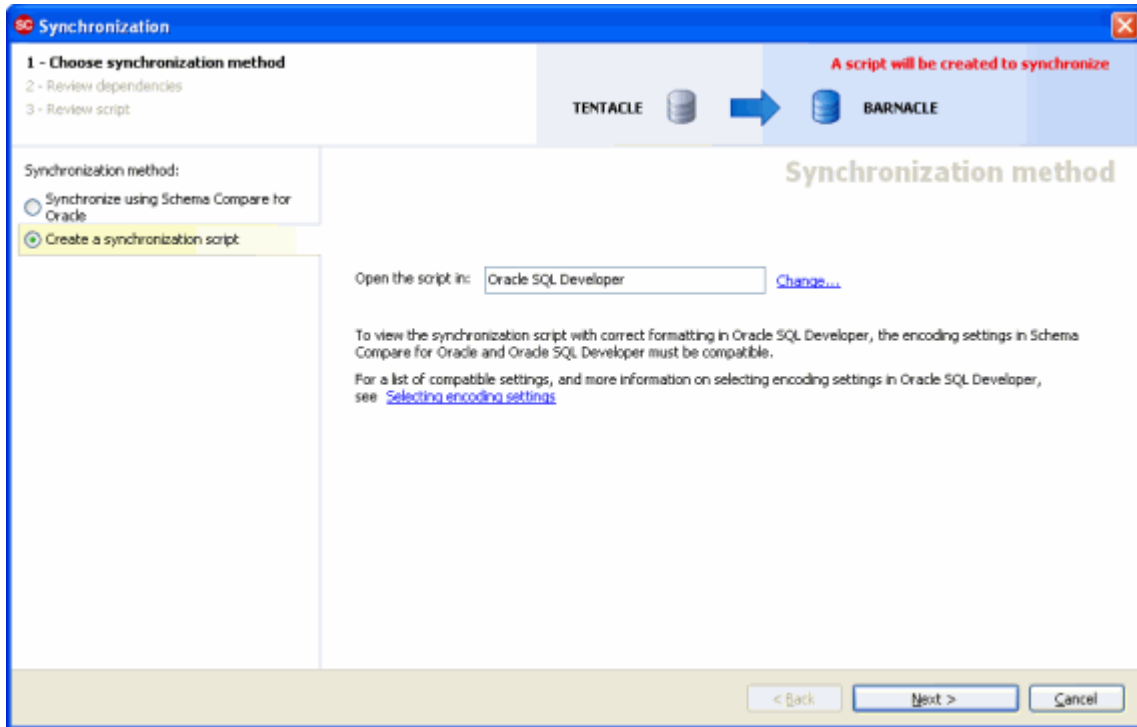 SC Synchronization
1 - Choose synchronization method
2 - Review dependencies
3 - Review script
A script will be created to synchronize
TENTACLE
BARNACLE
Synchronization method:
Synchronize using Schema Compare for
Oracle
Create a synchronization script
Synchronization method
Open the script in: Oracle SQL Developer Change...
To view the synchronization script with correct formatting in Oracle SQL Developer, the encoding settings in Schema
Compare for Oracle and Oracle SQL Developer must be compatible.
For a list of compatible settings, and more information on selecting encoding settings in Oracle SQL Developer,
see Selecting encoding settings
< Back
Next >
Cancel